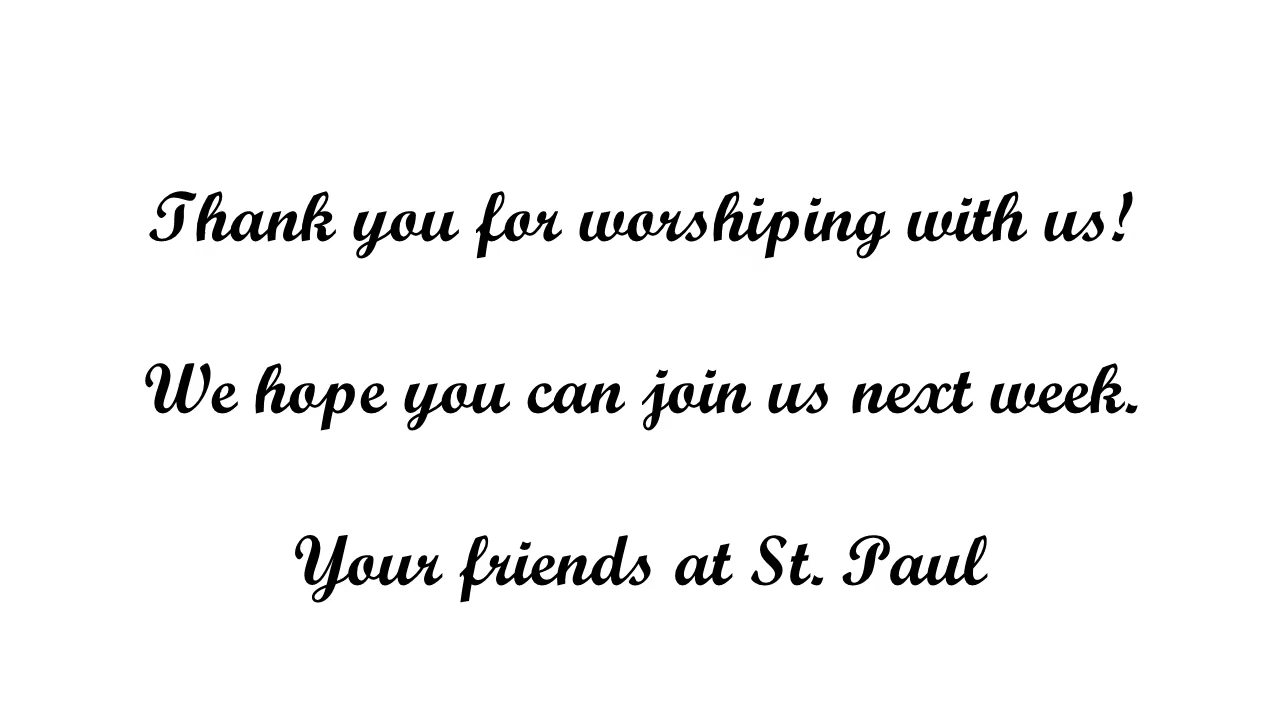 Thank you for worshiping with us!
We hope you can join us next week.
Your friends at St. Paul